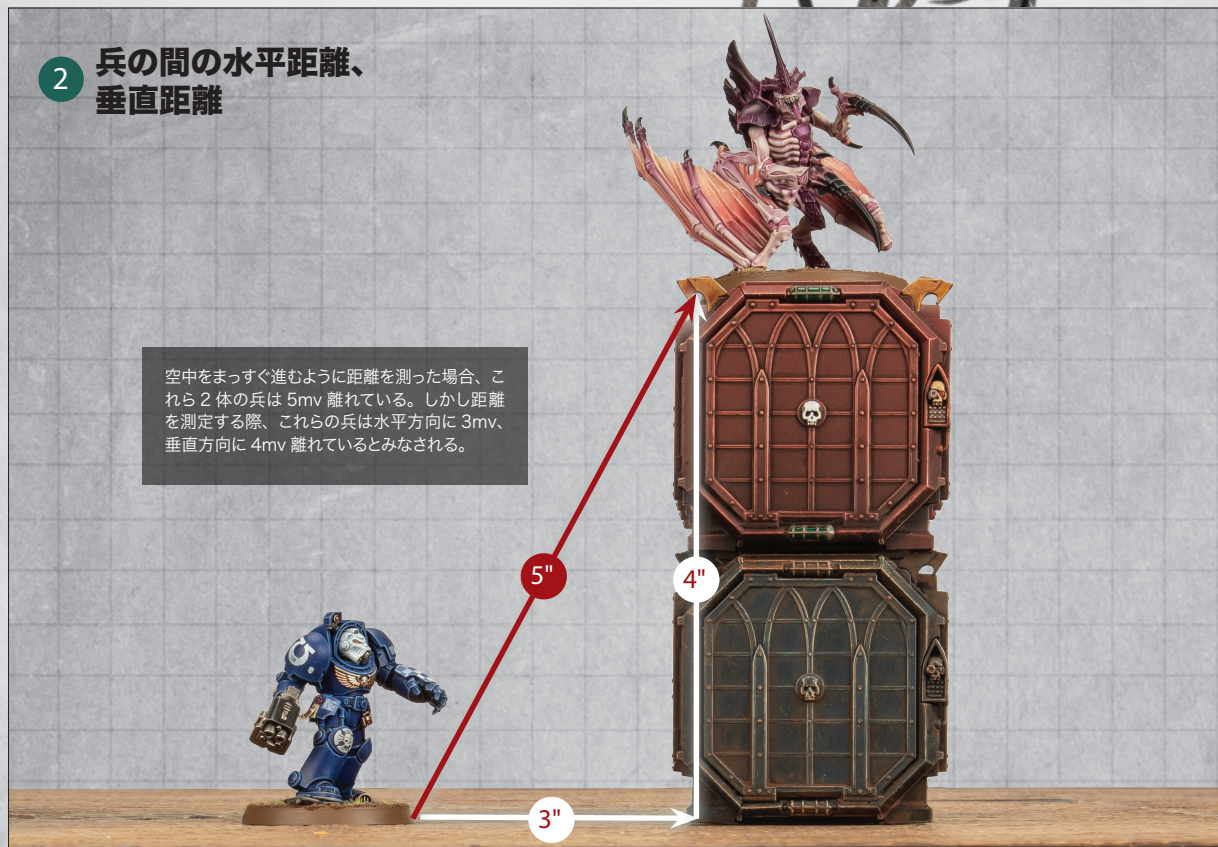 2
兵の間の水平距離、
垂直距離
空中をまっすぐ進むように距離を測った場合、こ
れら 2 体の兵は 5mv 離れている。しかし距離
を測定する際、これらの兵は水平方向に 3mv、
垂直方向に 4mv 離れているとみなされる。
5"
4"
3"